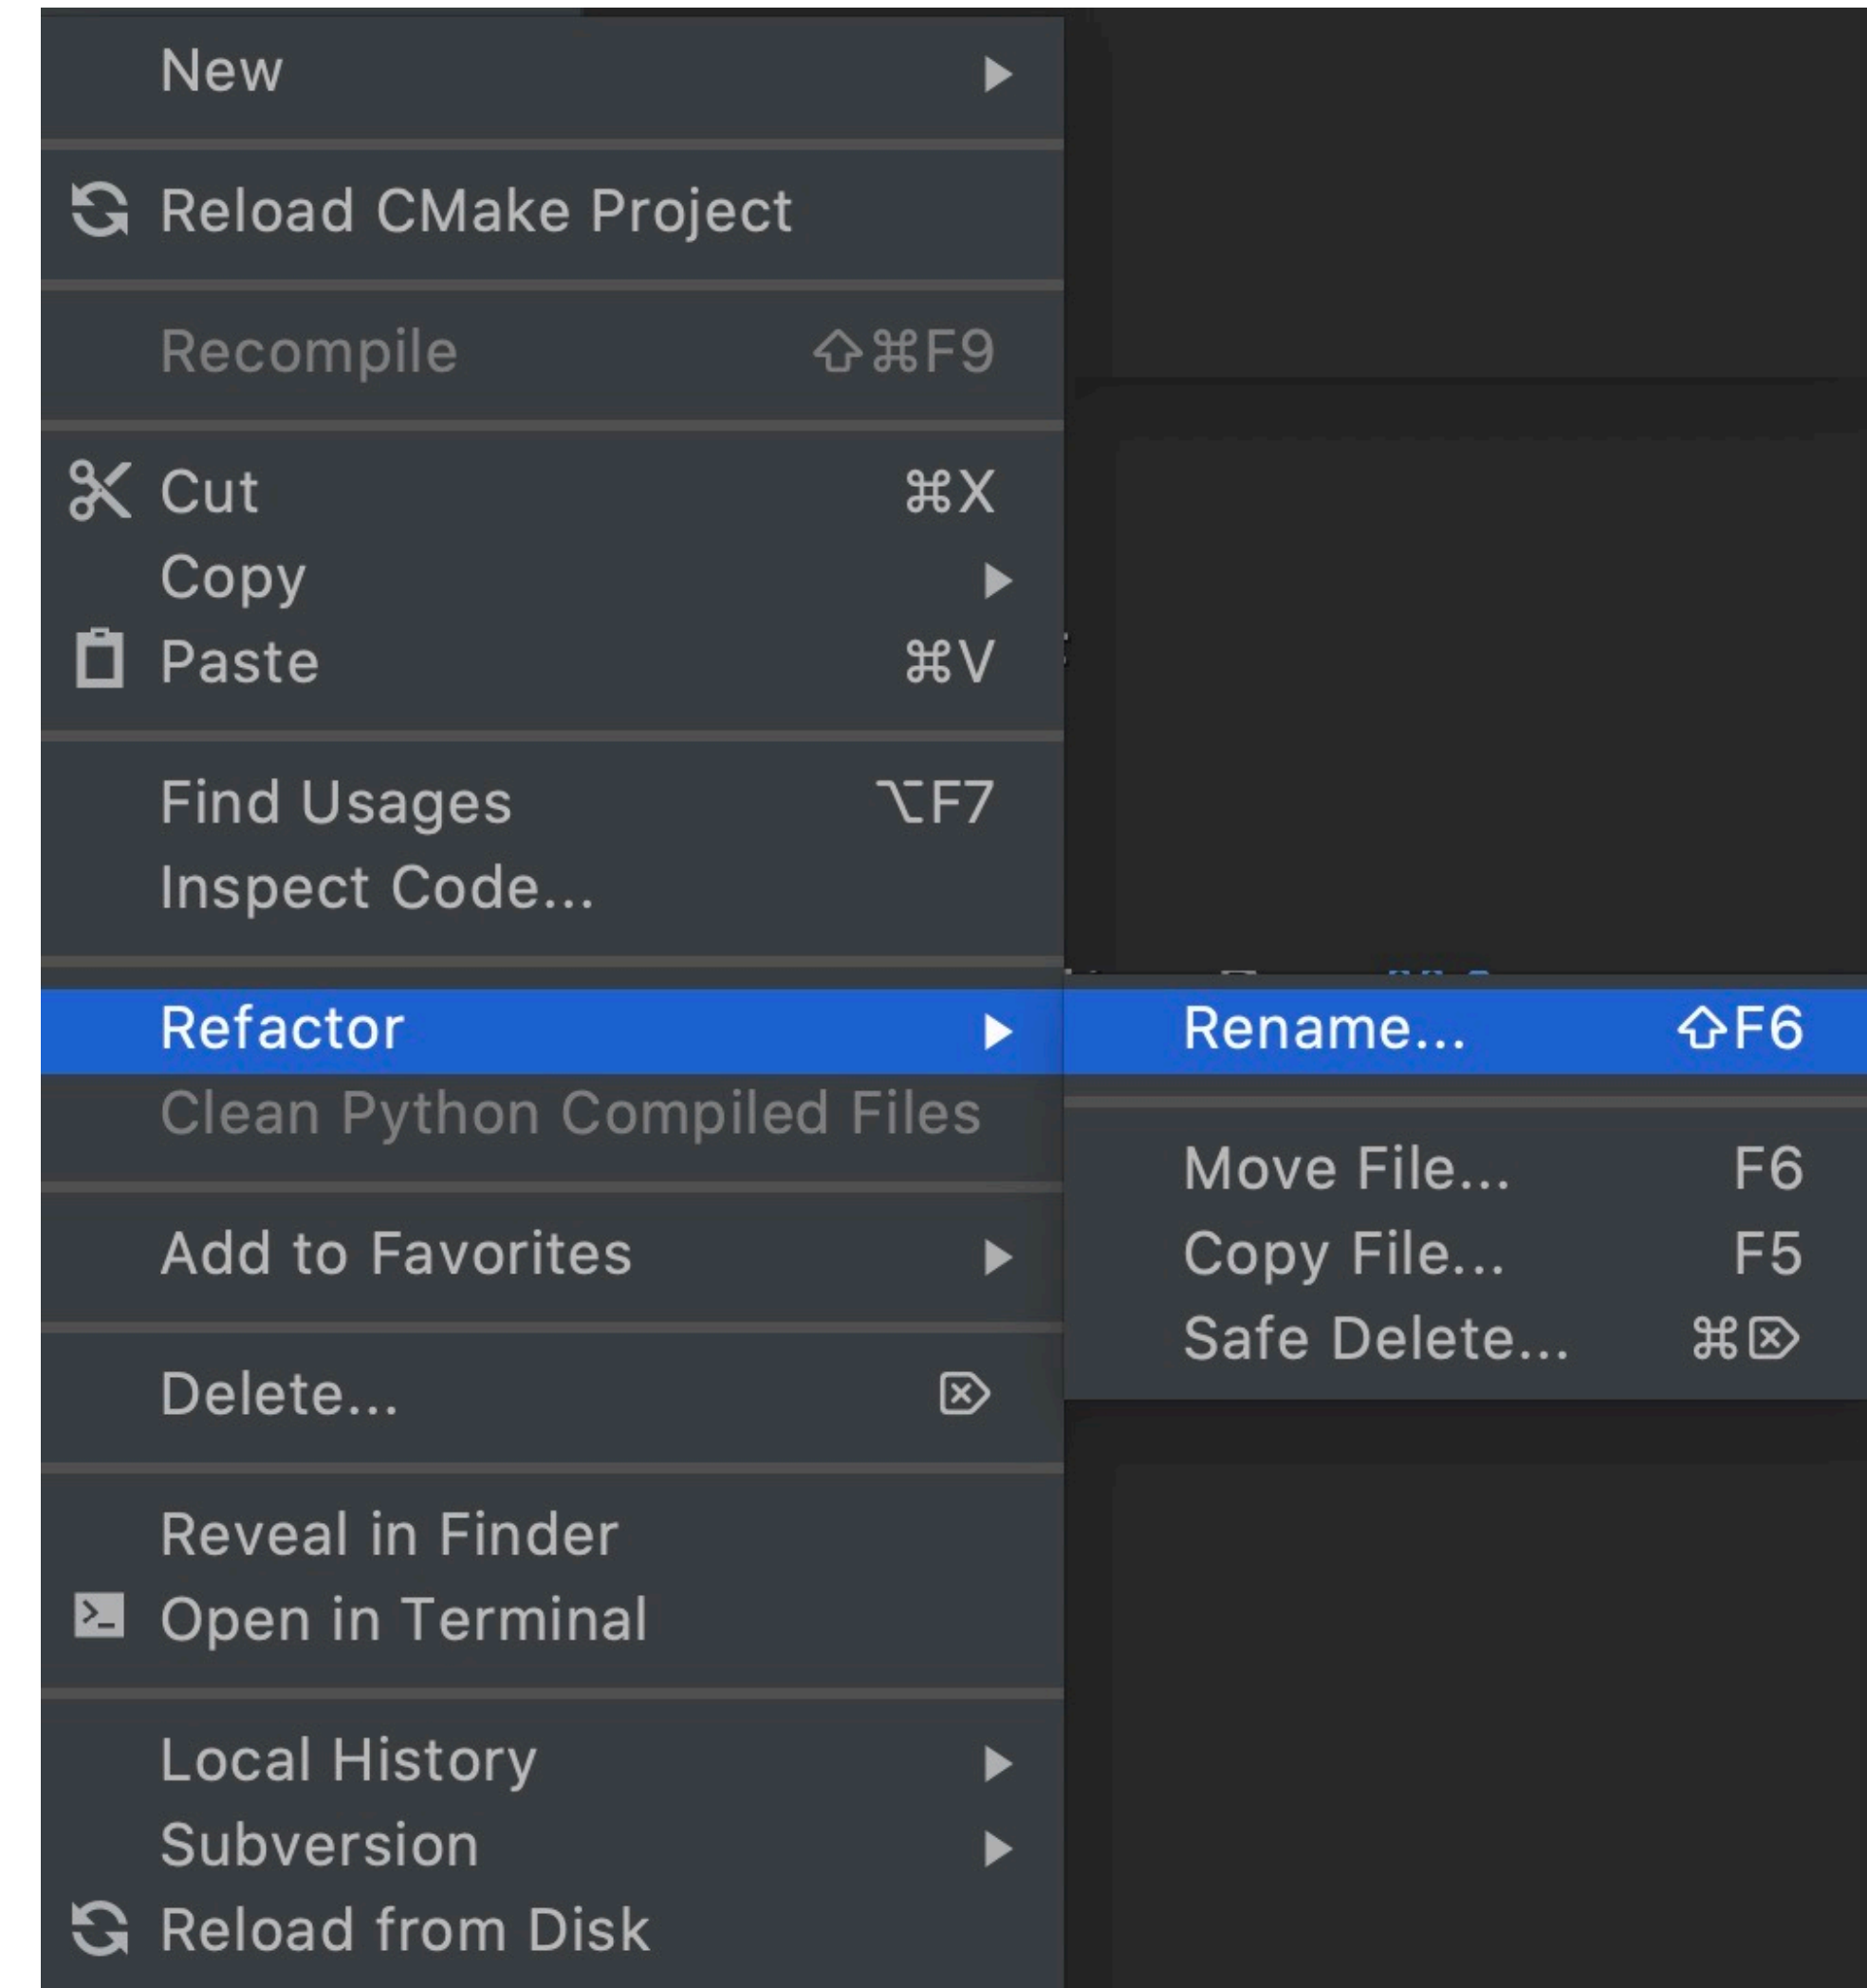 New
Reload CMake Project
Recompile ⇧⌘F9
Cut ⌘X
Copy
Paste ⌘V
Find Usages ⌥F7
Inspect Code...
Refactor
Rename... ⇧F6
Clean Python Compiled Files
Move File... F6
Add to Favorites
Copy File... F5
Safe Delete... ⌘⌦
Delete... ⌦
Reveal in Finder
Open in Terminal
Local History
Subversion
Reload from Disk